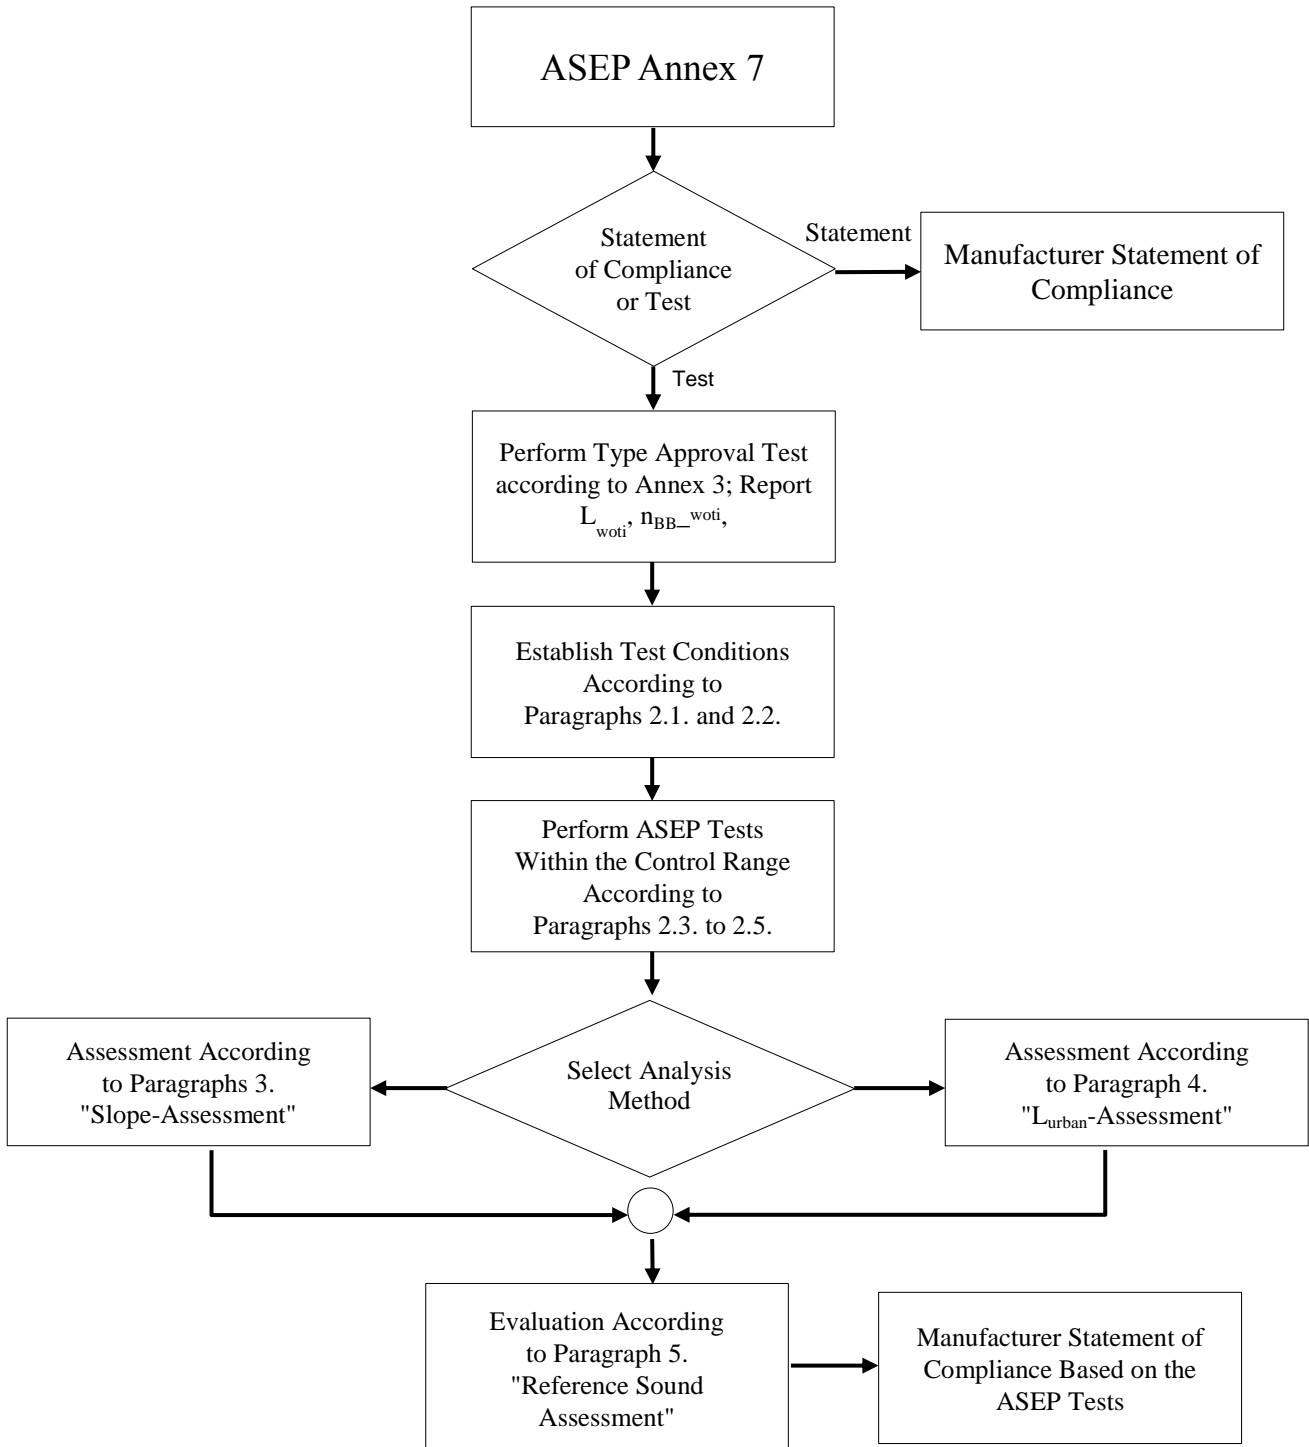 ASEP Annex 7
Statement
of Compliance
or Test
Statement
Manufacturer Statement of
Compliance
Test
Perform Type Approval Test
according to Annex 3; Report
Lwoti, nBB_woti,
Establish Test Conditions
According to
Paragraphs 2.1. and 2.2.
Perform ASEP Tests
Within the Control Range
According to
Paragraphs 2.3. to 2.5.
Select Analysis
Method
Assessment According
to Paragraphs 3.
"Slope-Assessment"
Assessment According
to Paragraph 4.
"Lurban-Assessment"
Evaluation According
to Paragraph 5.
"Reference Sound
Assessment"
Manufacturer Statement of
Compliance Based on the
ASEP Tests